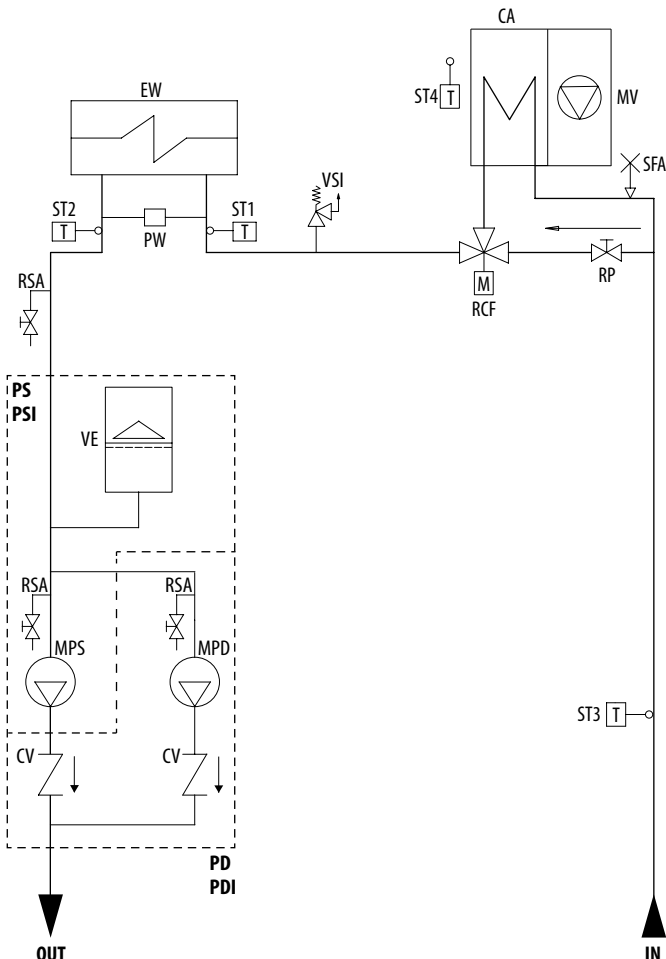 CA
EW
ST4 T
MV
SFA
VSI
ST2
ST1
T
PW
T
RP
RSA
M
RCF
PS
PSI
VE
RSA
RSA
MPS
MPD
ST3 T
CV
CV
PD
PDI
OUT
IN